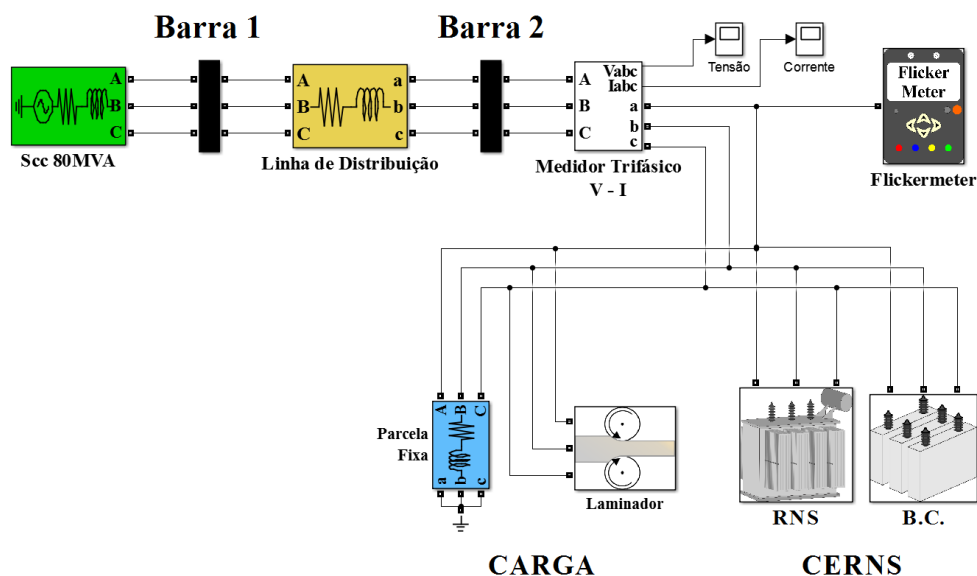 Barra 1
Barra 2
A
B
C
Scc 80MVA
A
B
C
a
b
c
Linha de Distribuição
A
B
C
Vabc
Iabc
a
b
c
Medidor Trifásico
V - I
Tensão
Corrente
Flicker
Meter
Flickermeter
A
B
C
a
b
c
Parcela
Fixa
Laminador
RNS
B.C.
CARGA
CERNS